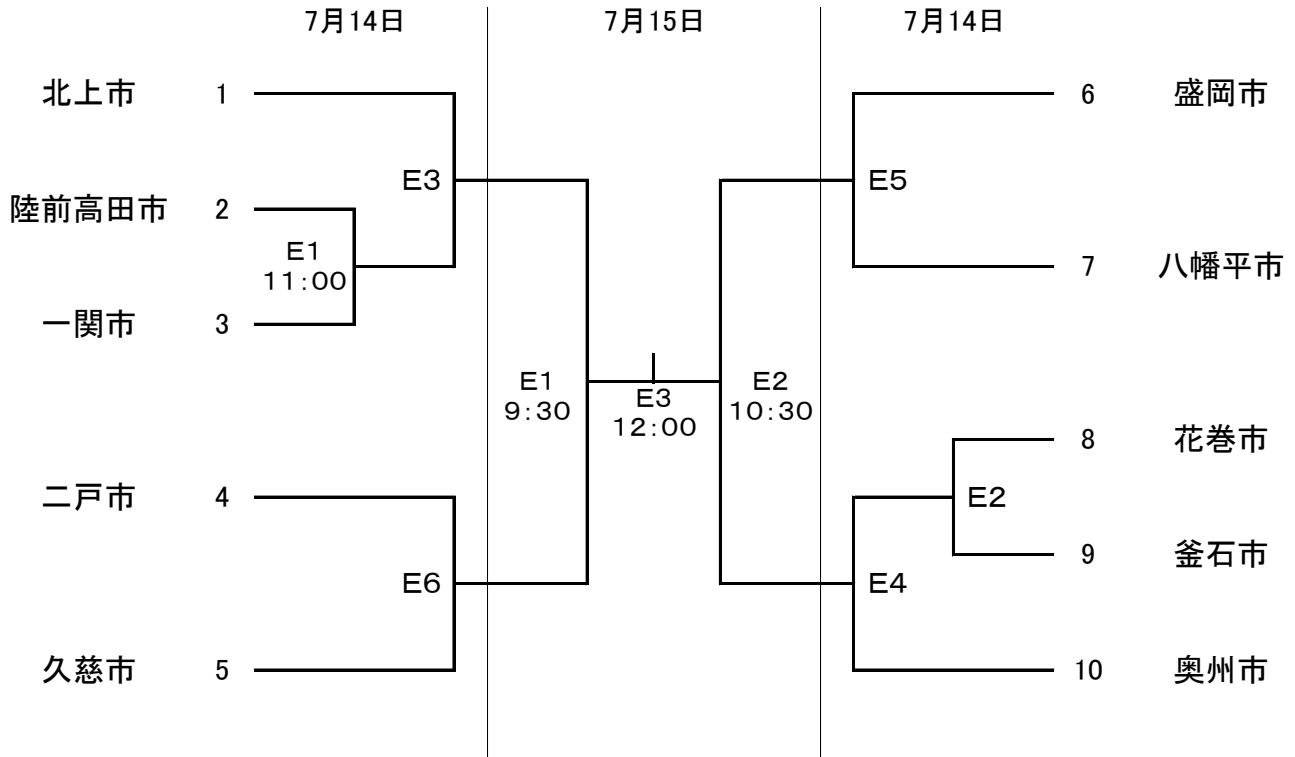 7月14日 7月15日 7月14日
北上市 1 6 盛岡市
E3 E5
陸前高田市 2
E1
11:00 7 八幡平市
一関市 3
E1 E2
9:30 10:30
E3
12:00
8 花巻市
二戸市 4 E2
9 釜石市
E6 E4
久慈市 5 10 奥州市